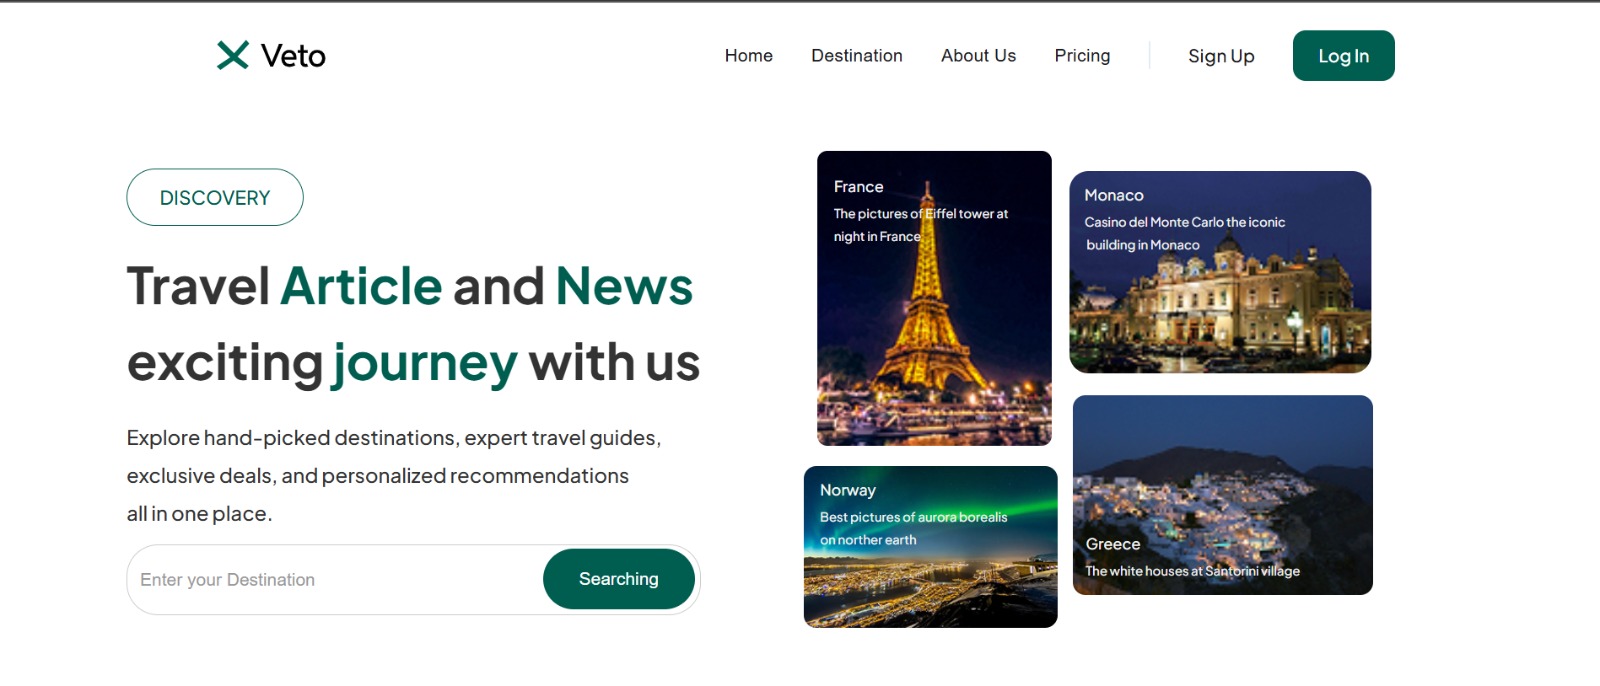 Veto
Home
Destination
About Us
Pricing
Sign Up
Log In
DISCOVERY
Travel Article and News
exciting journey with us
Explore hand-picked destinations, expert travel guides,
exclusive deals, and personalized recommendations
all in one place.
Enter your Destination
Searching
France
The pictures of Eiffel tower at
night in France
Monaco
Casino del Monte Carlo the iconic
building in Monaco
Norway
Best pictures of aurora borealis
on norther earth
Greece
The white houses at Santorini village